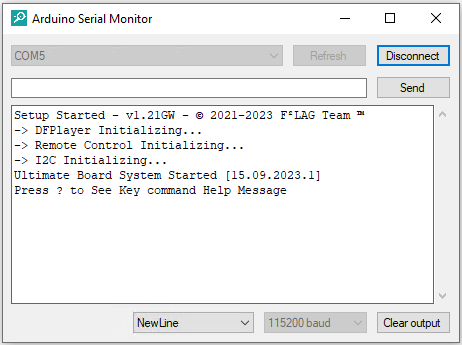 Arduino Serial Monitor
COM5
Refresh
Disconnect
Send
Setup Started - v1.21GW - © 2021-2023 F²LAG Team ™
-> DFPlayer Initializing...
-> Remote Control Initializing...
-> I2C Initializing...
Ultimate Board System Started [15.09.2023.1]
Press ? to See Key command Help Message
NewLine
115200 baud
Clear output